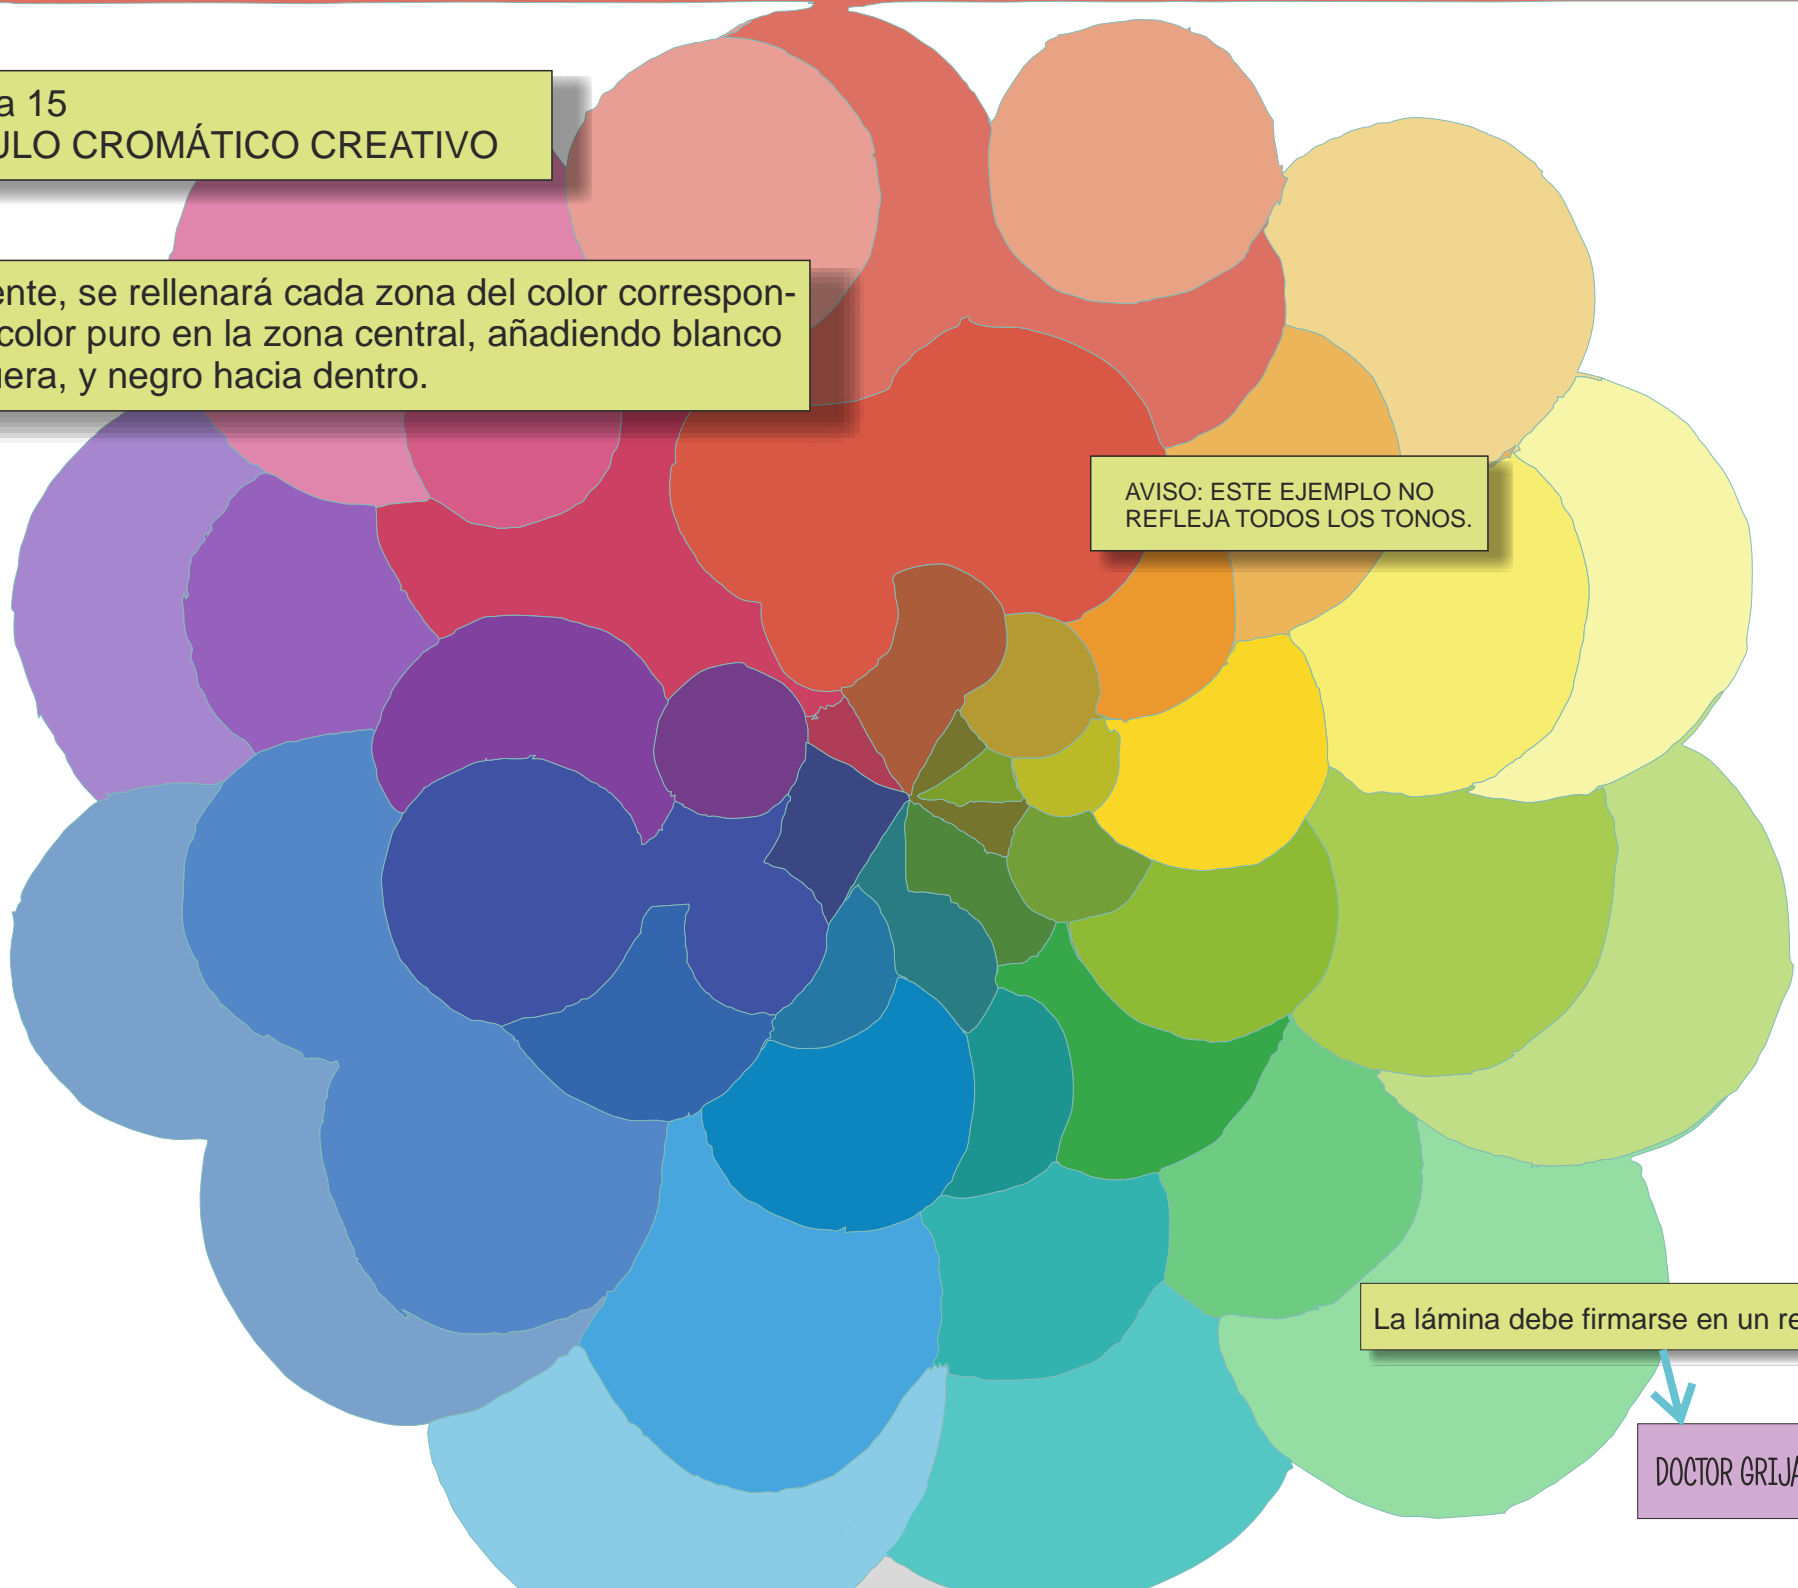 a 15
ULO CROMÁTICO CREATIVO
ente, se rellenará cada zona del color correspon-
color puro en la zona central, añadiendo blanco
uera, y negro hacia dentro.
AVISO: ESTE EJEMPLO NO
REFLEJA TODOS LOS TONOS.
La lámina debe firmarse en un re
DOCTOR GRIJA